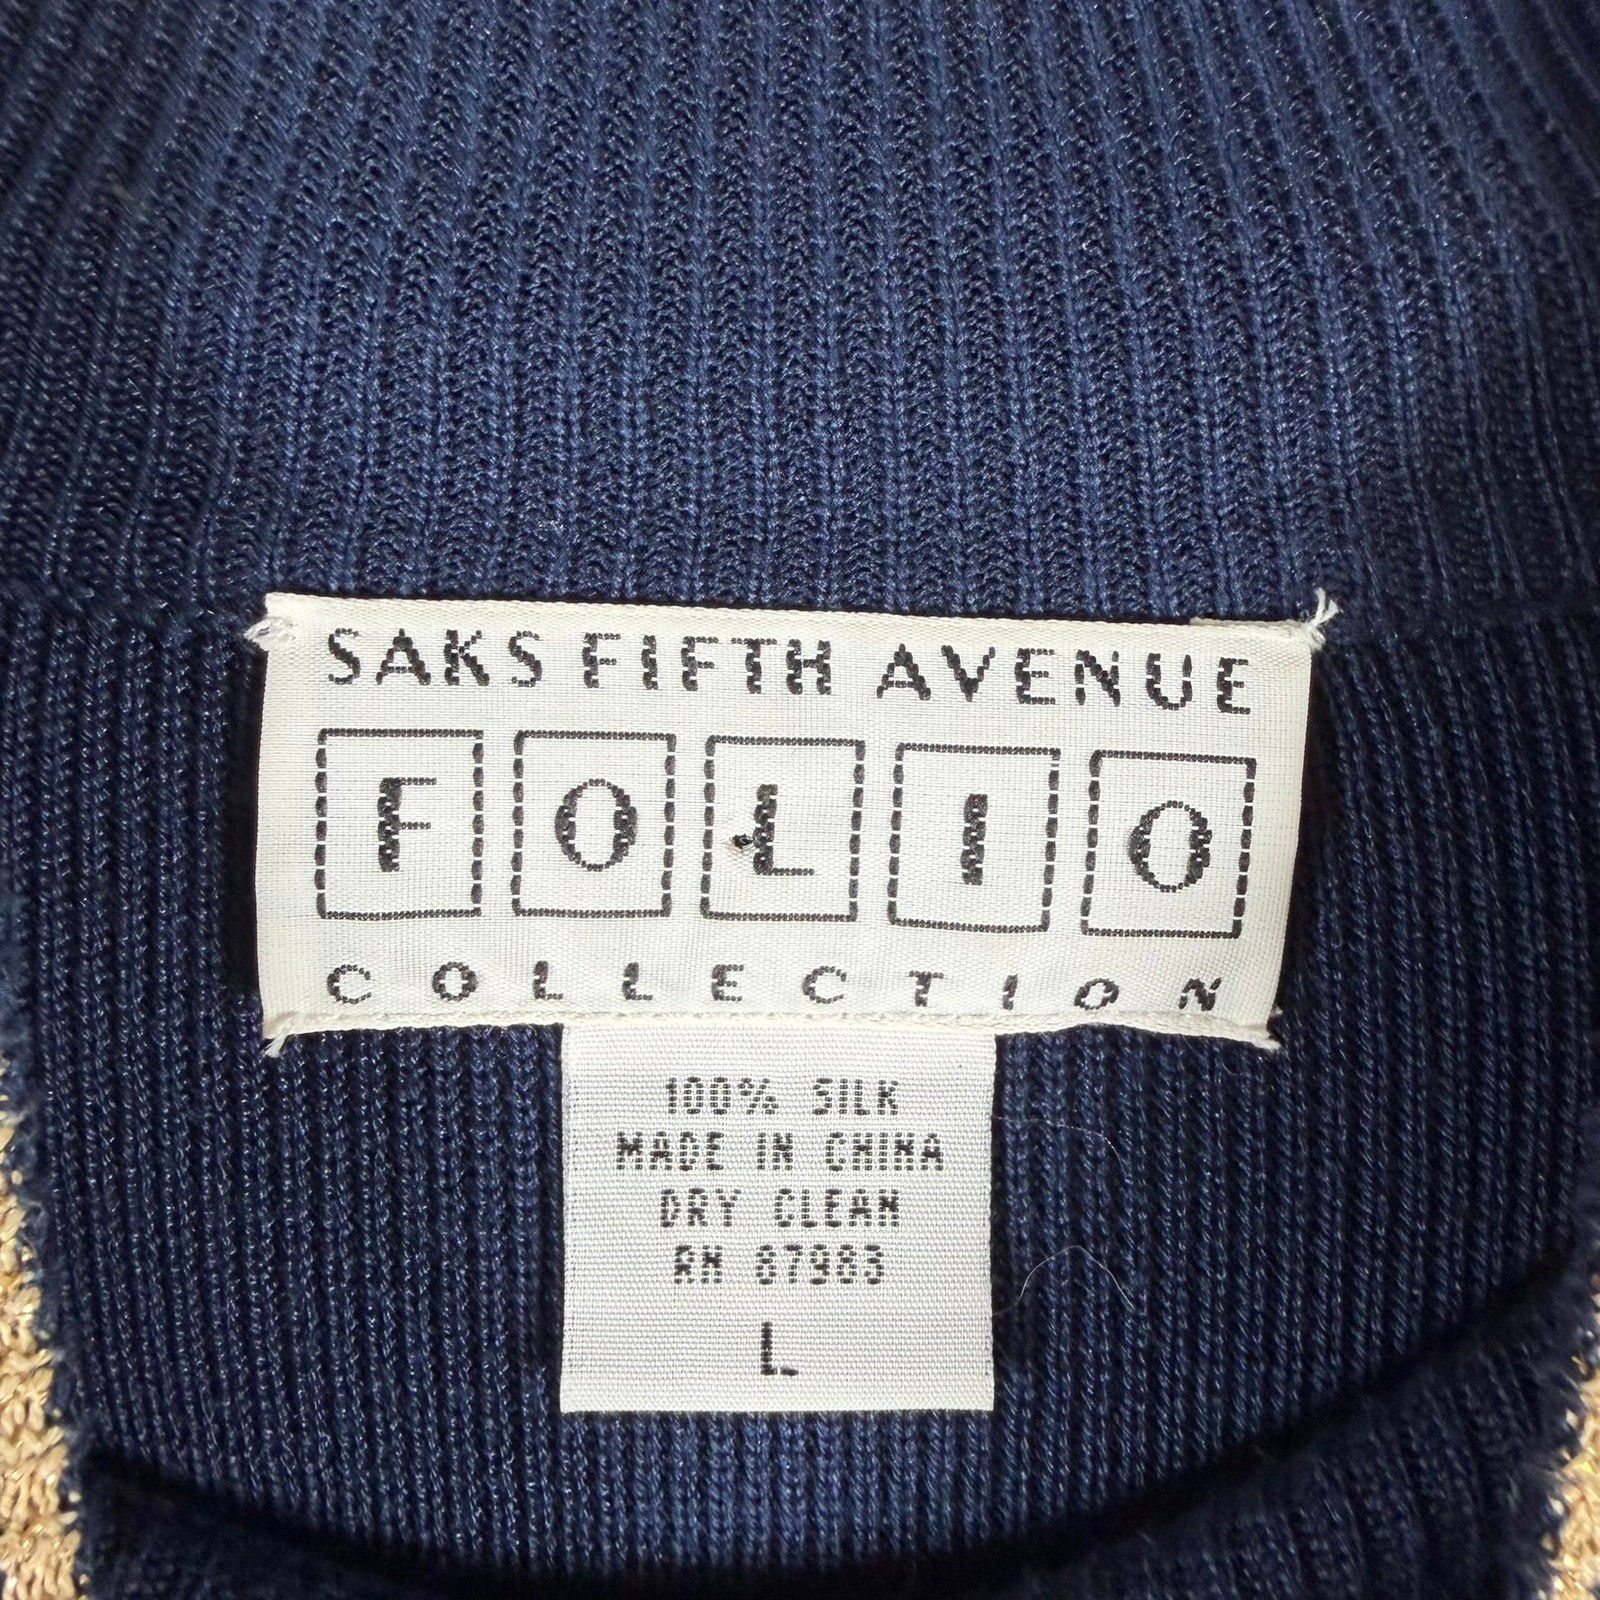 SAKS FIFTH AVENUE
FOLIO
COLLECTION
100% SILK
MADE IN CHINA
DRY CLEAN
RN 87983
L